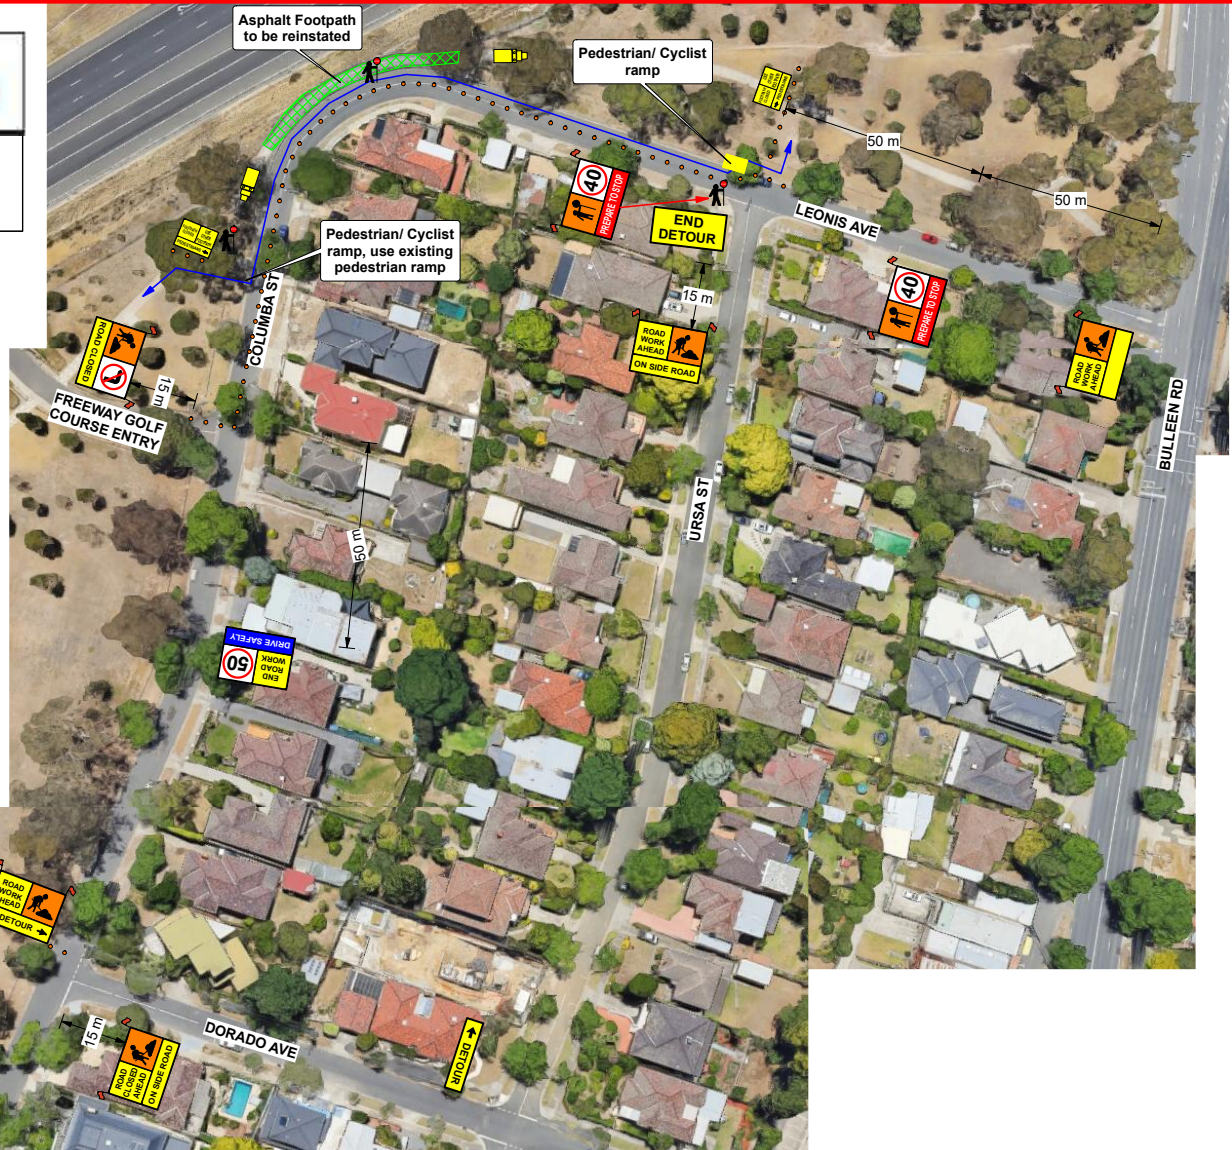 Asphalt Footpath
to be reinstated
Pedestrian/ Cyclist
ramp
50 m
50 m
40
PREPARE TO STOP
END
DETOUR
LEONIS AVE
Pedestrian/ Cyclist
ramp, use existing
pedestrian ramp
COLUMBA ST
15 m
40
PREPARE TO STOP
ROAD
WORK
AHEAD
ON SIDE ROAD
ROAD
WORK
AHEAD
ROAD CLOSED
15 m
FREEWAY GOLF
COURSE ENTRY
BULLEEN RD
URSA ST
50 m
DRIVE SAFELY
50
END
ROAD
WORK
ROAD
WORK
AHEAD
DETOUR
15 m
ROAD
CLOSED
AHEAD
ON SIDE ROAD
DORADO AVE
DETOUR